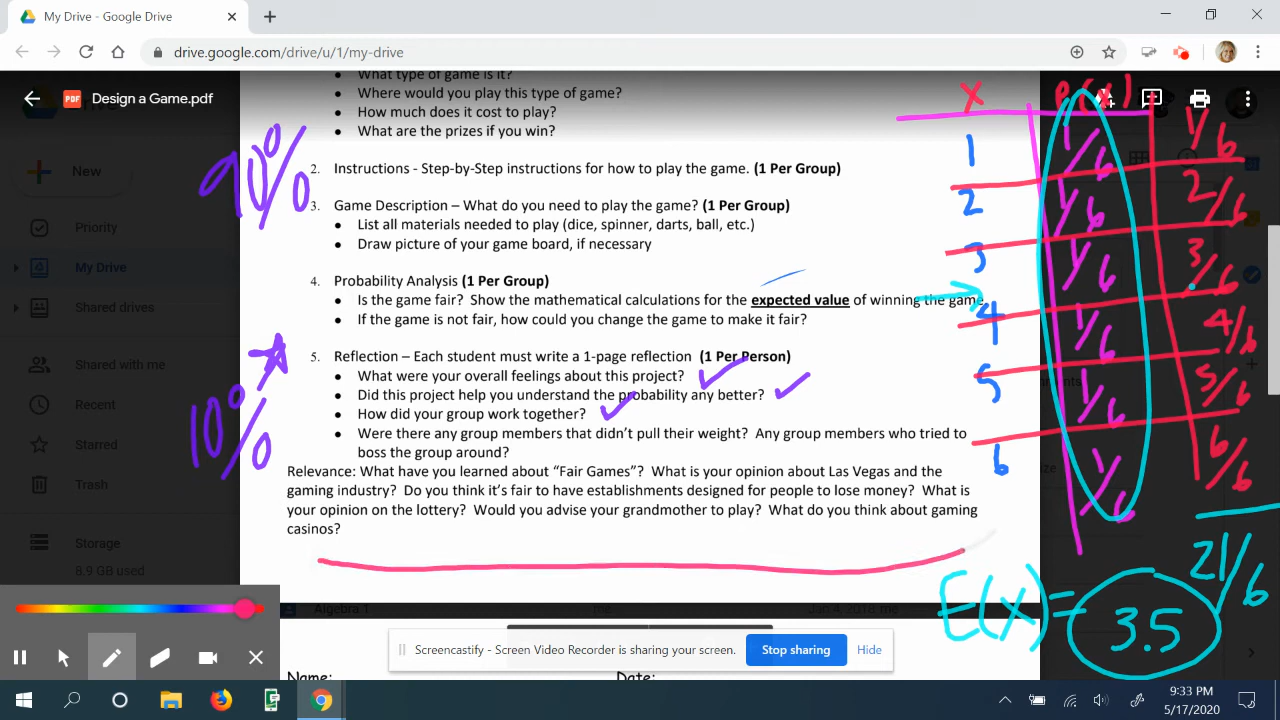 My Drive - Google Drive
drive.google.com/drive/u/1/my-drive
PDF Design a Game.pdf
New
Priority
My Drive
Shared drives
Shared with me
Recent
Starred
Trash
Storage
8.9 GB used
What type of game is it?
Where would you play this type of game?
How much does it cost to play?
What are the prizes if you win?
2. Instructions - Step-by-Step instructions for how to play the game. (1 Per Group)
3. Game Description – What do you need to play the game? (1 Per Group)
List all materials needed to play (dice, spinner, darts, ball, etc.)
Draw picture of your game board, if necessary
4. Probability Analysis (1 Per Group)
Is the game fair? Show the mathematical calculations for the expected value of winning the game
If the game is not fair, how could you change the game to make it fair?
5. Reflection – Each student must write a 1-page reflection (1 Per Person)
What were your overall feelings about this project?
Did this project help you understand the probability any better?
How did your group work together?
Were there any group members that didn't pull their weight? Any group members who tried to
boss the group around?
Relevance: What have you learned about "Fair Games"? What is your opinion about Las Vegas and the
gaming industry? Do you think it's fair to have establishments designed for people to lose money? What is
your opinion on the lottery? Would you advise your grandmother to play? What do you think about gaming
casinos?
90%
10%
X P(X)
1 1/6 1/6
2 1/6 2/6
3 1/6 3/6
4 1/6 4/6
5 1/6 5/6
6 1/6 6/6
21/6
E(X) = 3.5
Algebra 1 me Jan 4, 2018 me
Screencastify - Screen Video Recorder is sharing your screen.
Stop sharing
Hide
Name: Date:
9:33 PM
5/17/2020